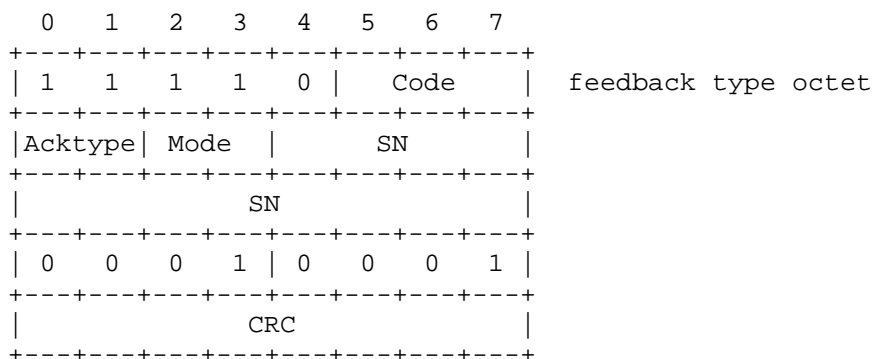 0   1   2   3   4   5   6   7
+---+---+---+---+---+---+---+---+
| 1   1   1   1   0 |   Code    |  feedback type octet
+---+---+---+---+---+---+---+---+
|Acktype| Mode  |      SN       |
+---+---+---+---+---+---+---+---+
|              SN               |
+---+---+---+---+---+---+---+---+
| 0   0   0   1 | 0   0   0   1 |
+---+---+---+---+---+---+---+---+
|              CRC              |
+---+---+---+---+---+---+---+---+